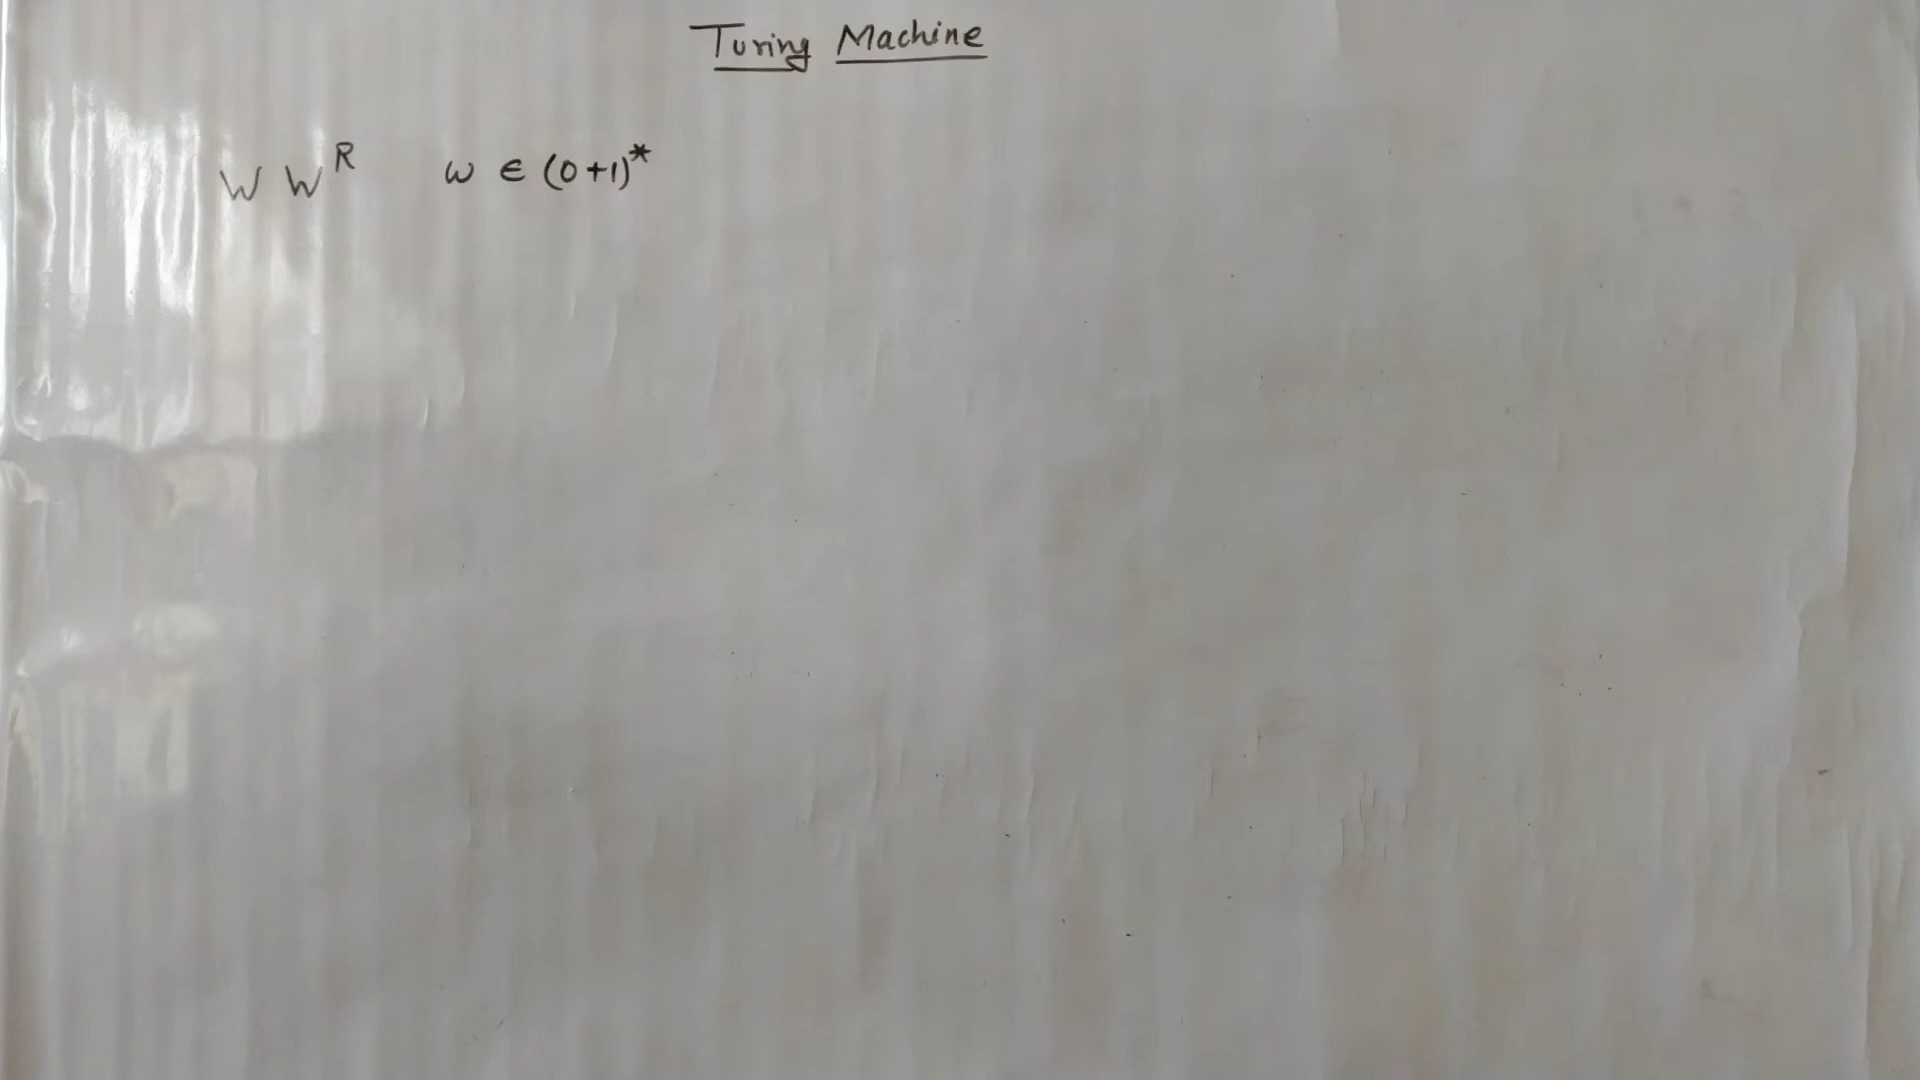 Turing Machine
W W^R w ∈ (0+1)*